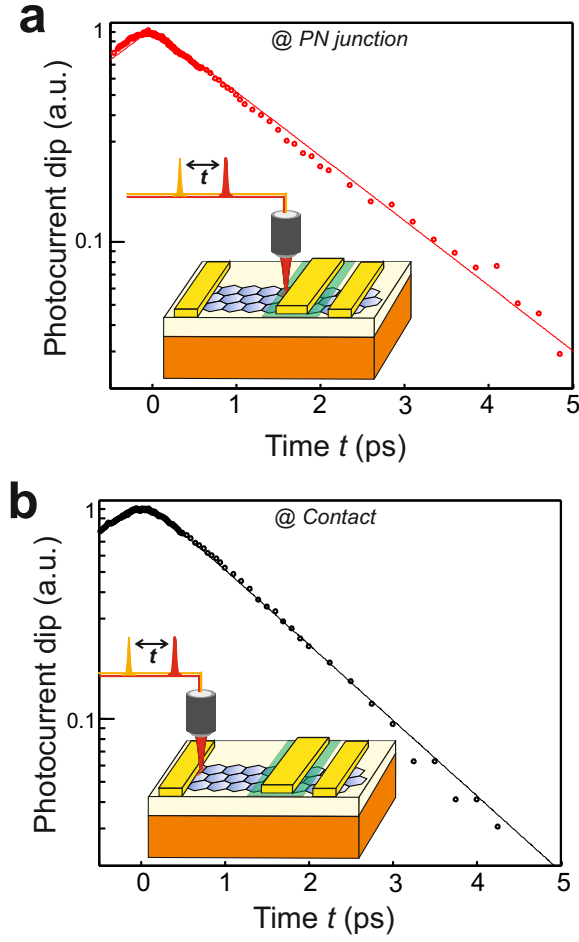 a
@ PN junction
Photocurrent dip (a.u.)
1
0.1
t
0 1 2 3 4 5
Time t (ps)
b
@ Contact
Photocurrent dip (a.u.)
1
0.1
t
0 1 2 3 4 5
Time t (ps)